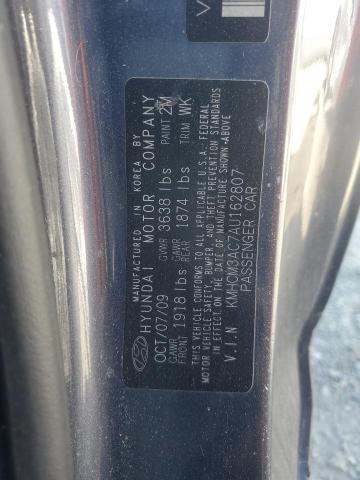 V
MANUFACTURED IN KOREA BY
HYUNDAI MOTOR COMPANY
OCT/07/09 GVWR 3638 lbs PAINT 2M
GAWR FRONT 1918 lbs GAWR REAR 1874 lbs TRIM WK
THIS VEHICLE CONFORMS TO ALL APPLICABLE U.S.A. FEDERAL
MOTOR VEHICLE SAFETY, BUMPER, AND THEFT PREVENTION STANDARDS
IN EFFECT ON THE DATE OF MANUFACTURE SHOWN ABOVE
V.I.N KMHCM3AC7AU162807
PASSENGER CAR